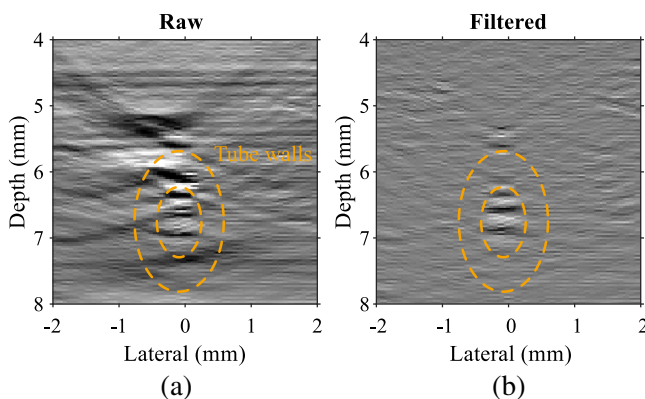 Raw
Filtered
4
5
6
7
8
Depth (mm)
Tube walls
-2
-1
0
1
2
Lateral (mm)
(a)
4
5
6
7
8
Depth (mm)
-2
-1
0
1
2
Lateral (mm)
(b)